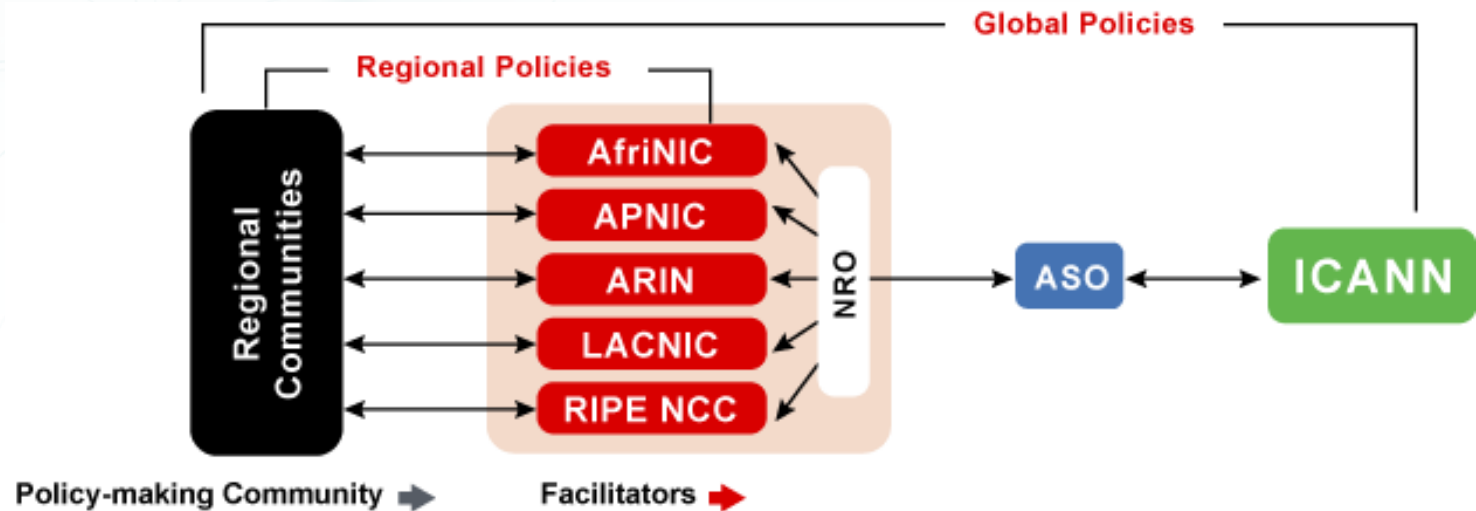 Global Policies
Regional Policies
Regional
Communities
AfriNIC
APNIC
ARIN
LACNIC
RIPE NCC
NRO
ASO
ICANN
Policy-making Community
Facilitators